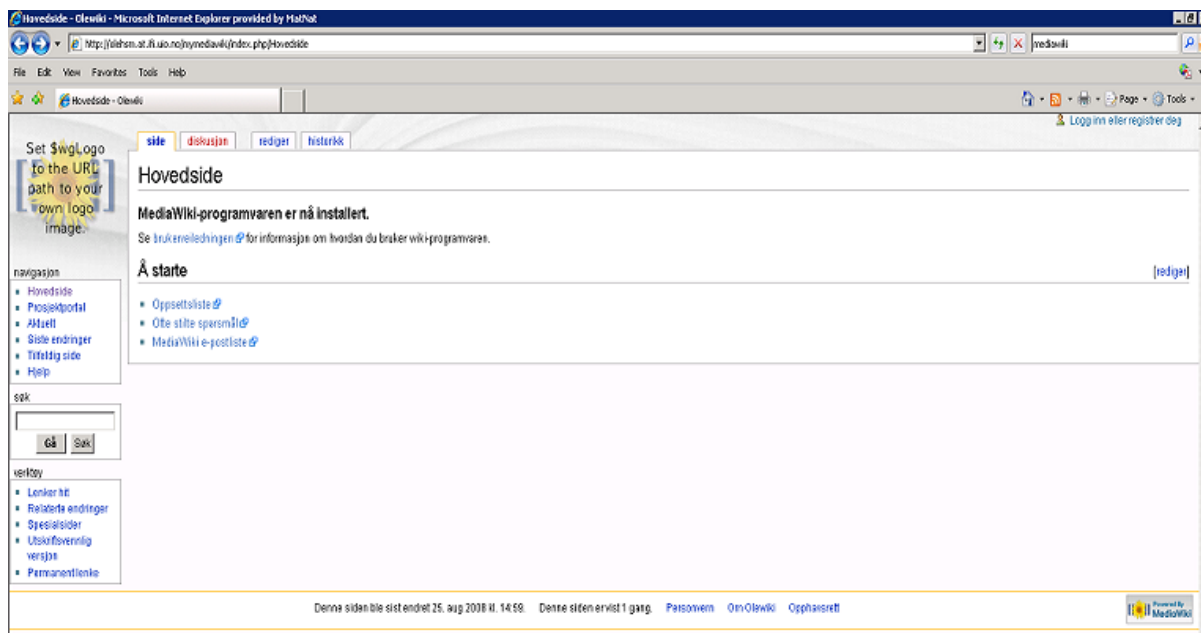 Hovedside - Olewiki - Microsoft Internet Explorer provided by MatNat
mediawiki
File Edit View Favorites Tools Help
Hovedside - Olewiki
Page Tools
Logg inn eller registrer deg
Set $wgLogo
to the URL
path to your
own logo
image.
side diskusjon rediger historikk
Hovedside
MediaWiki-programvaren er nå installert.
Se brukerveiledningen for informasjon om hvordan du bruker wiki-programvaren.
Å starte
[rediger]
Oppsettsliste
Ofte stilte spørsmål
MediaWiki e-postliste
navigasjon
Hovedside
Prosjektportal
Aktuelt
Siste endringer
Tilfeldig side
Hjelp
søk
Gå Søk
verktøy
Lenker hit
Relaterte endringer
Spesialsider
Utskriftsvennlig
versjon
Permanent lenke
Denne siden ble sist endret 25. aug 2008 kl. 14:59. Denne siden er vist 1 gang. Personvern Om Olewiki Opphavsrett
Powered By
MediaWiki